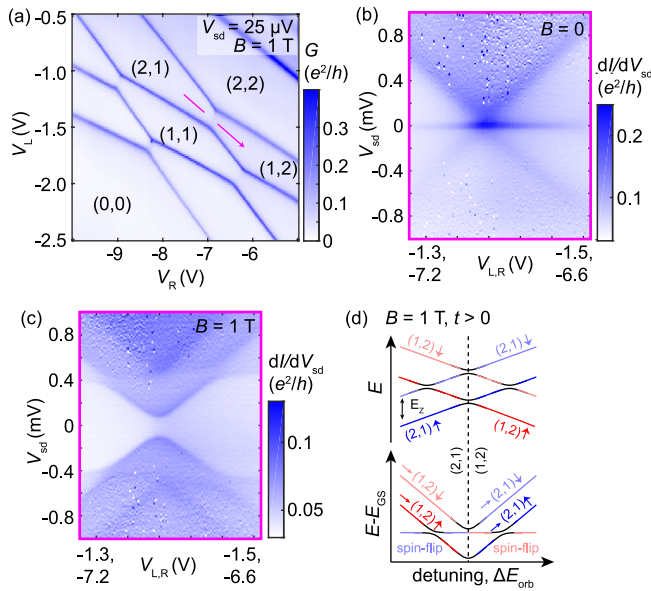 (a)
V_sd = 25 μV
B = 1 T
G
(e²/h)
-0.5
-1.0
-1.5
-2.0
-2.5
V_L (V)
(2,1)
(2,2)
(1,1)
(1,2)
(0,0)
-9
-8
-7
-6
V_R (V)
0.3
0.2
0.1
0
(b)
B = 0
dI/dV_sd
(e²/h)
0.8
0.4
0
-0.4
-0.8
V_sd (mV)
0.2
0.1
-1.3,
-7.2
V_L,R (V)
-1.5,
-6.6
(c)
B = 1 T
dI/dV_sd
(e²/h)
0.8
0.4
0
-0.4
-0.8
V_sd (mV)
0.1
0.05
-1.3,
-7.2
V_L,R (V)
-1.5,
-6.6
(d)
B = 1 T, t > 0
E
(1,2)↓
(2,1)↓
E_Z
(2,1)↑
(1,2)↑
(2,1)
(1,2)
E-E_GS
→(1,2)↓
→(2,1)↓
→(1,2)↑
→(2,1)↑
spin-flip
spin-flip
detuning, ΔE_orb